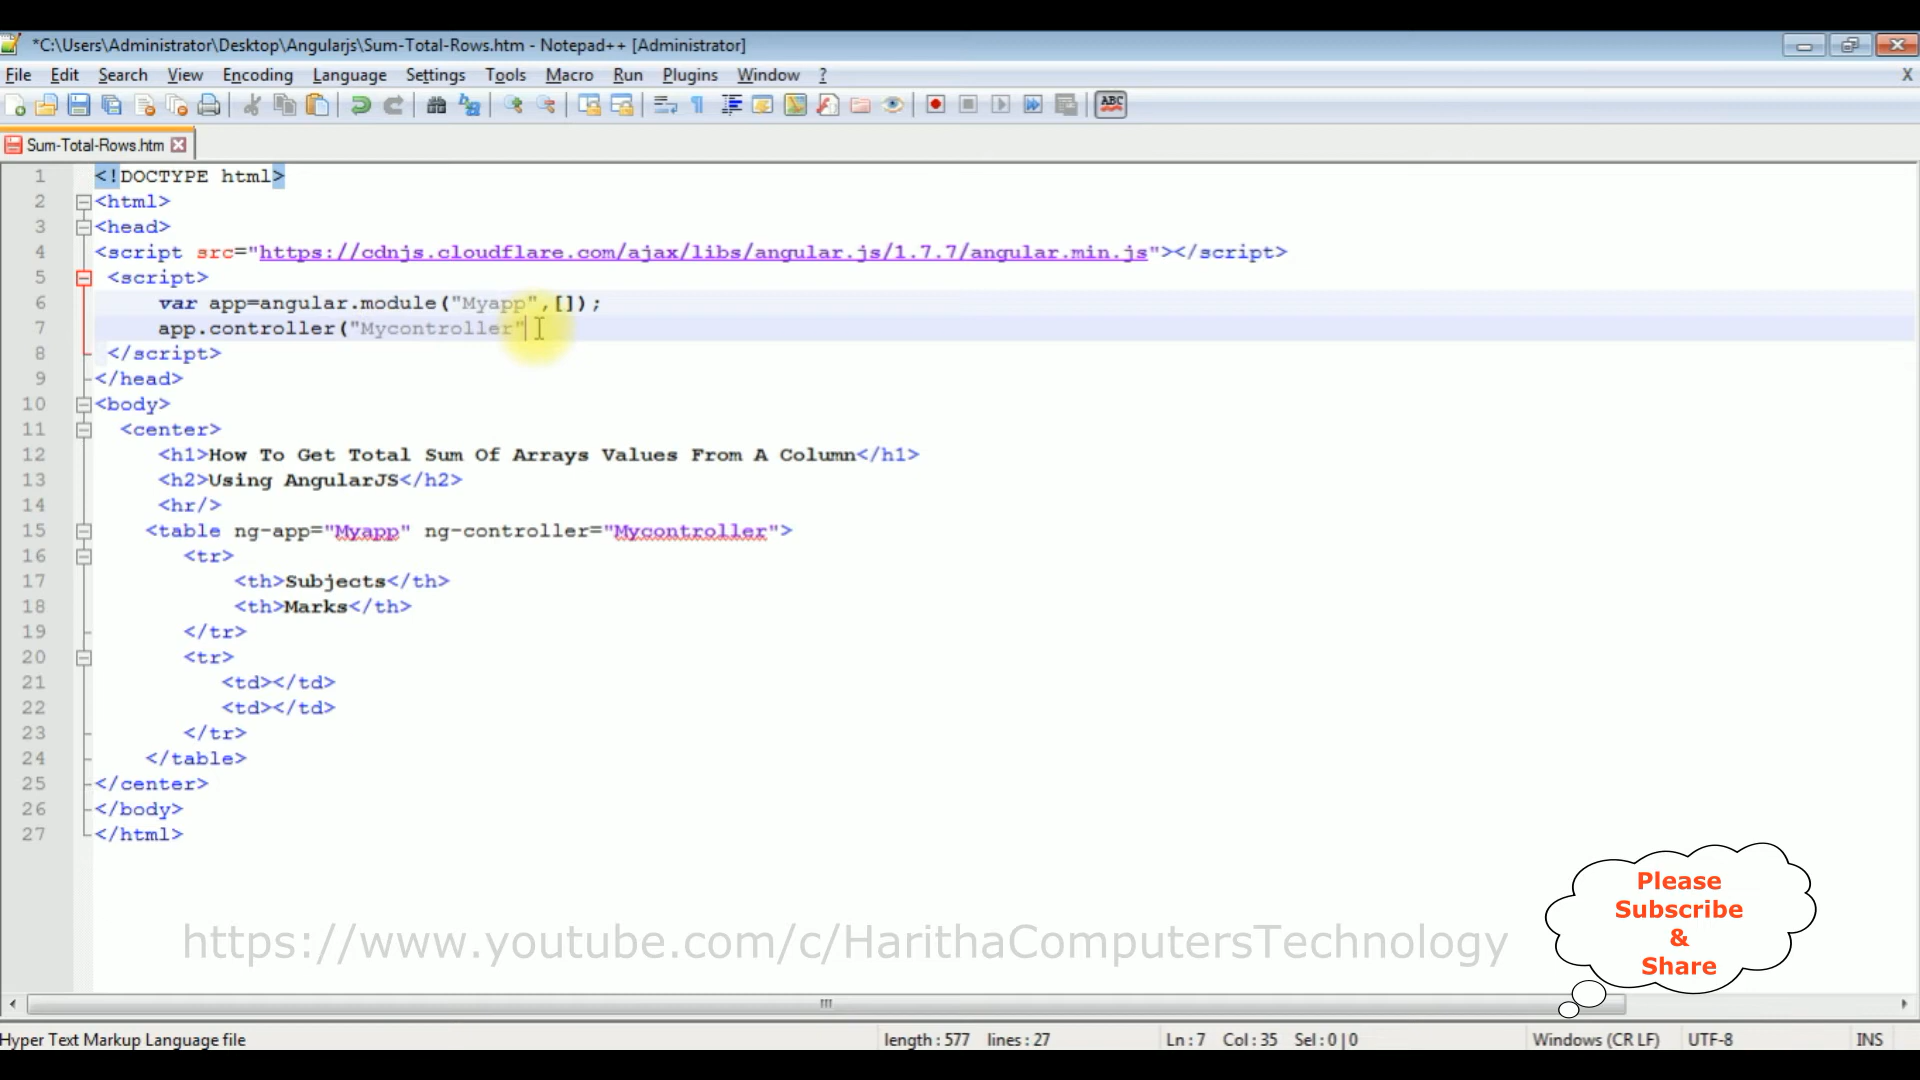 *C:\Users\Administrator\Desktop\Angularjs\Sum-Total-Rows.htm - Notepad++ [Administrator]
File Edit Search View Encoding Language Settings Tools Macro Run Plugins Window ? X
ABC
Sum-Total-Rows.htm
1 <!DOCTYPE html>
2 <html>
3 <head>
4 <script src="https://cdnjs.cloudflare.com/ajax/libs/angular.js/1.7.7/angular.min.js"></script>
5 <script>
6 var app=angular.module("Myapp",[]);
7 app.controller("Mycontroller"
8 </script>
9 </head>
10 <body>
11 <center>
12 <h1>How To Get Total Sum Of Arrays Values From A Column</h1>
13 <h2>Using AngularJS</h2>
14 <hr/>
15 <table ng-app="Myapp" ng-controller="Mycontroller">
16 <tr>
17 <th>Subjects</th>
18 <th>Marks</th>
19 </tr>
20 <tr>
21 <td></td>
22 <td></td>
23 </tr>
24 </table>
25 </center>
26 </body>
27 </html>
Please
Subscribe
&
Share
https://www.youtube.com/c/HarithaComputersTechnology
Hyper Text Markup Language file length : 577 lines : 27 Ln : 7 Col : 35 Sel : 0 | 0 Windows (CR LF) UTF-8 INS